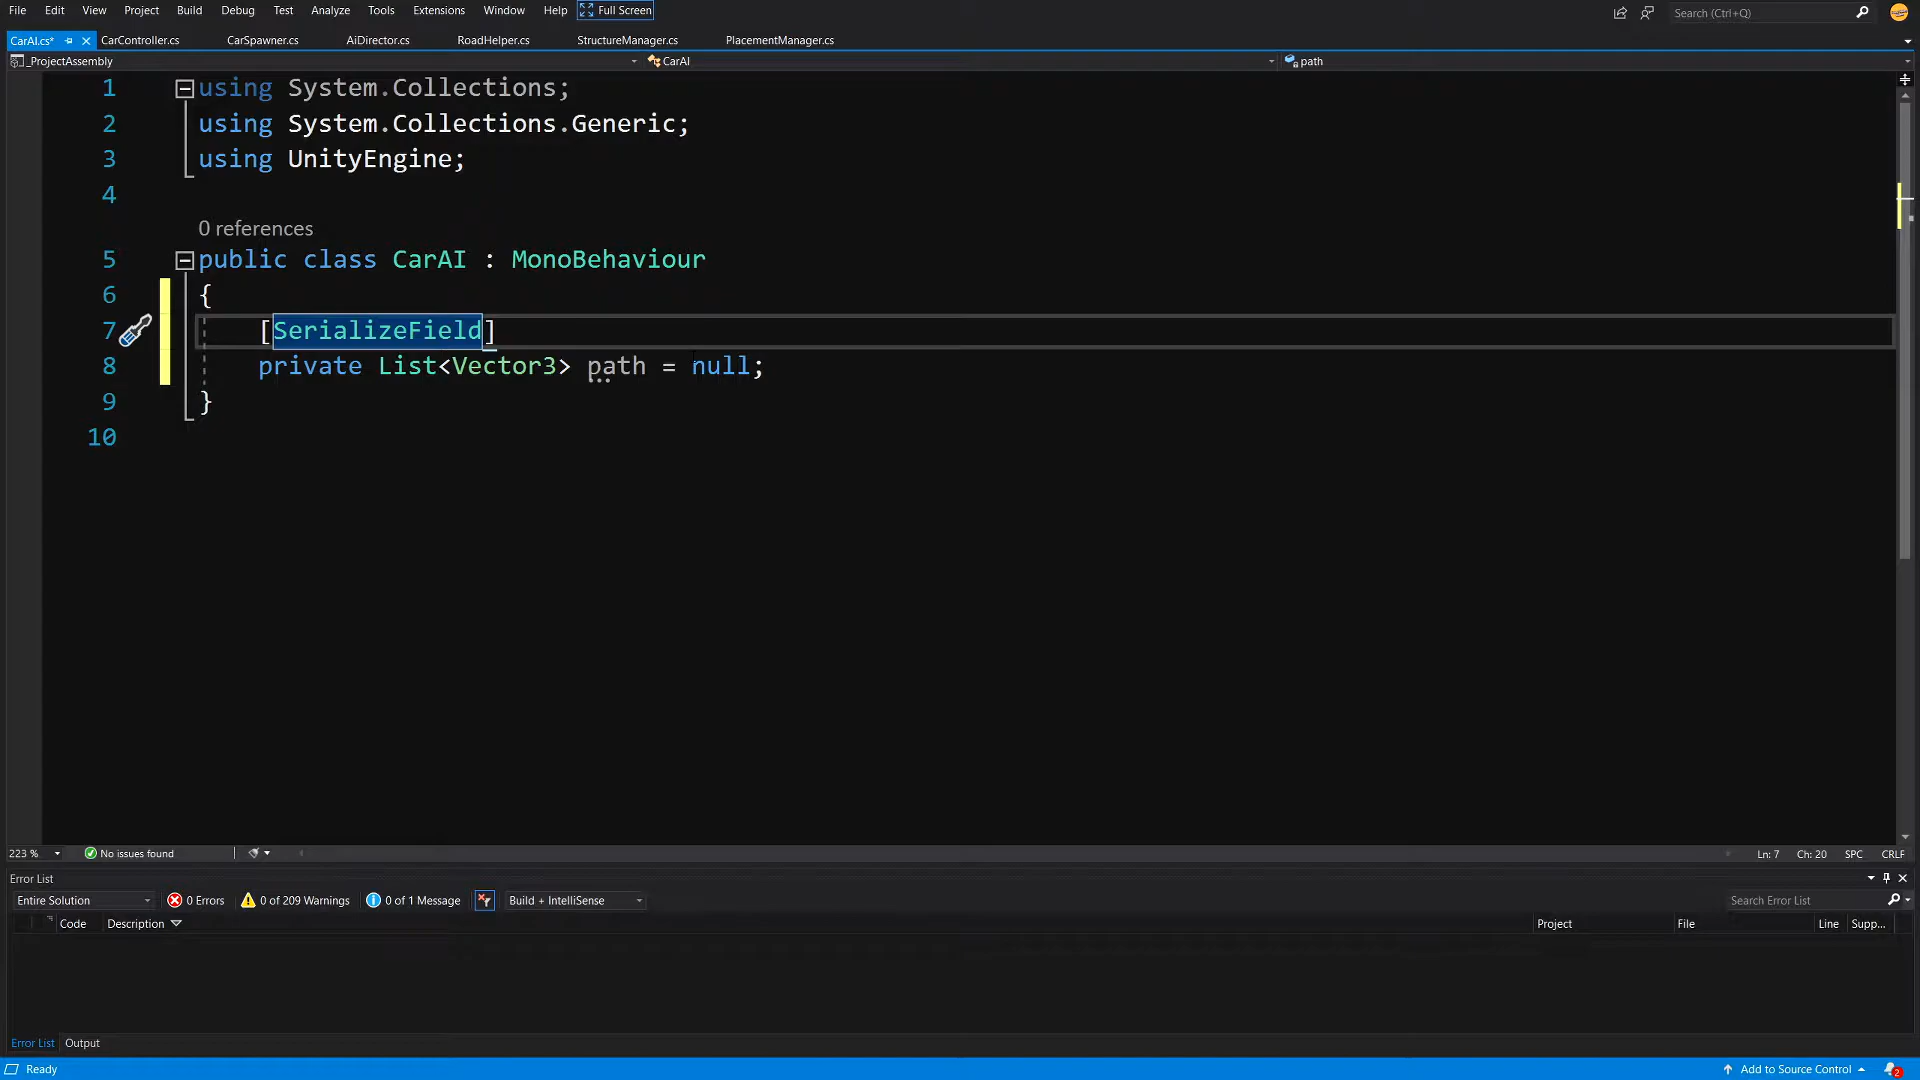 File Edit View Project Build Debug Test Analyze Tools Extensions Window Help Full Screen Search (Ctrl+Q)
CarAI.cs* CarController.cs CarSpawner.cs AiDirector.cs RoadHelper.cs StructureManager.cs PlacementManager.cs
_ProjectAssembly CarAI path
1 using System.Collections;
2 using System.Collections.Generic;
3 using UnityEngine;
4
0 references
5 public class CarAI : MonoBehaviour
6 {
7 [SerializeField]
8 private List<Vector3> path = null;
9 }
10
223 % No issues found Ln: 7 Ch: 20 SPC CRLF
Error List
Entire Solution 0 Errors 0 of 209 Warnings 0 of 1 Message Build + IntelliSense Search Error List
Code Description Project File Line Supp...
Error List Output
Ready Add to Source Control 2